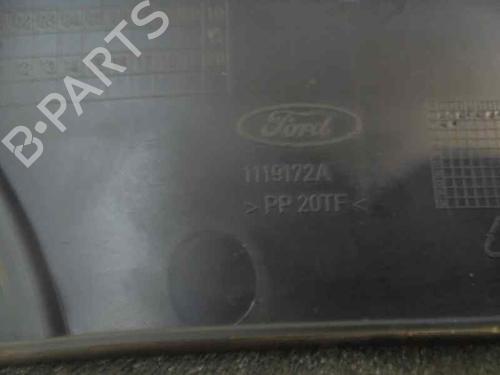 B-PARTS
Ford
1119172A
> PP 20TF <